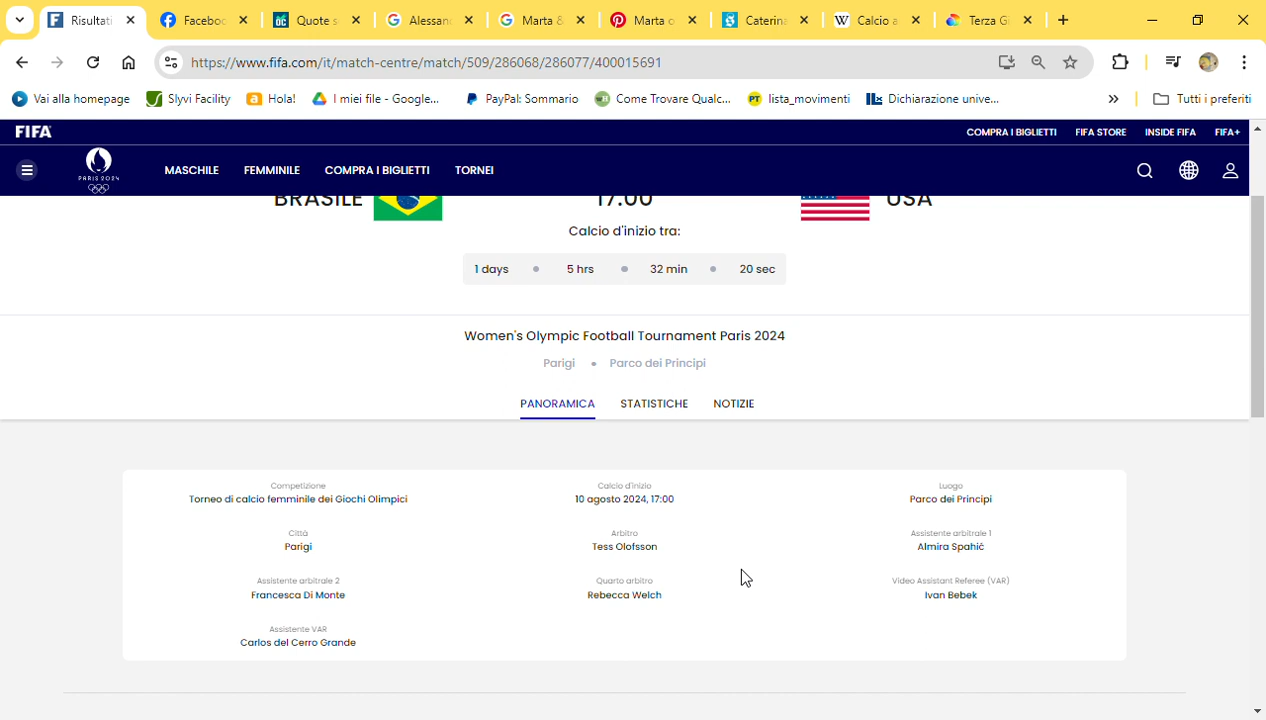 Risultati
Faceboo
Quote s
Alessan
Marta &
Marta o
Caterina
Calcio a
Terza Gi
https://www.fifa.com/it/match-centre/match/509/286068/286077/400015691
Vai alla homepage
Slyvi Facility
Hola!
I miei file - Google...
PayPal: Sommario
Come Trovare Qualc...
lista_movimenti
Dichiarazione unive...
Tutti i preferiti
FIFA
COMPRA I BIGLIETTI
FIFA STORE
INSIDE FIFA
FIFA+
PARIS 2024
MASCHILE
FEMMINILE
COMPRA I BIGLIETTI
TORNEI
BRASILE
17:00
USA
Calcio d'inizio tra:
1 days
5 hrs
32 min
20 sec
Women's Olympic Football Tournament Paris 2024
Parigi • Parco dei Principi
PANORAMICA
STATISTICHE
NOTIZIE
Competizione
Torneo di calcio femminile dei Giochi Olimpici
Calcio d'inizio
10 agosto 2024, 17:00
Luogo
Parco dei Principi
Città
Parigi
Arbitro
Tess Olofsson
Assistente arbitrale 1
Almira Spahić
Assistente arbitrale 2
Francesca Di Monte
Quarto arbitro
Rebecca Welch
Video Assistant Referee (VAR)
Ivan Bebek
Assistente VAR
Carlos del Cerro Grande